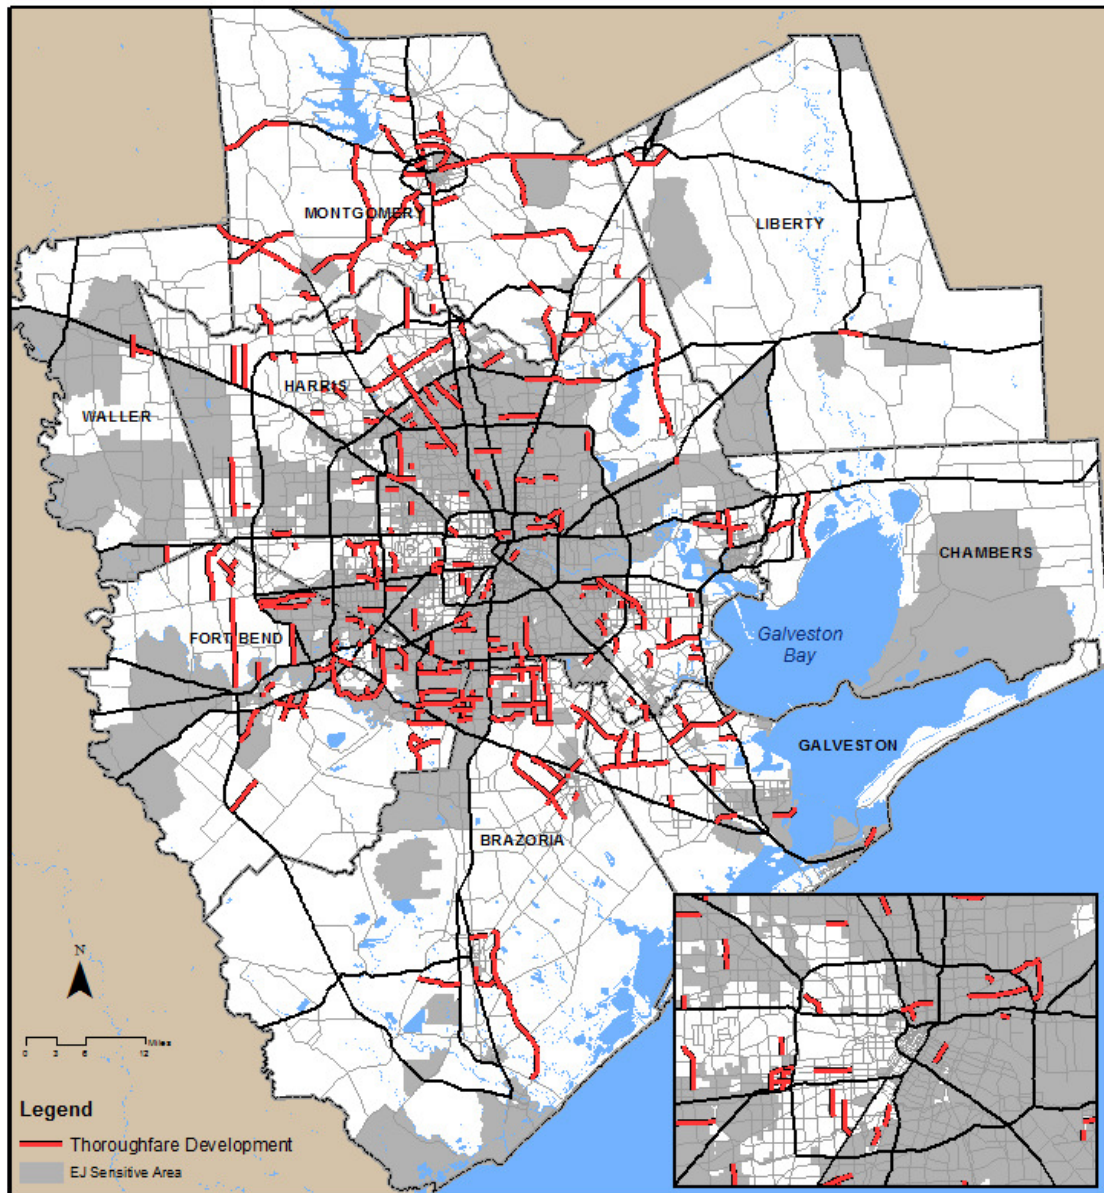 MONTGOMERY
LIBERTY
HARRIS
WALLER
CHAMBERS
FORT BEND
Galveston
Bay
GALVESTON
BRAZORIA
N
0 3 6 12 Miles
Legend
Thoroughfare Development
EJ Sensitive Area